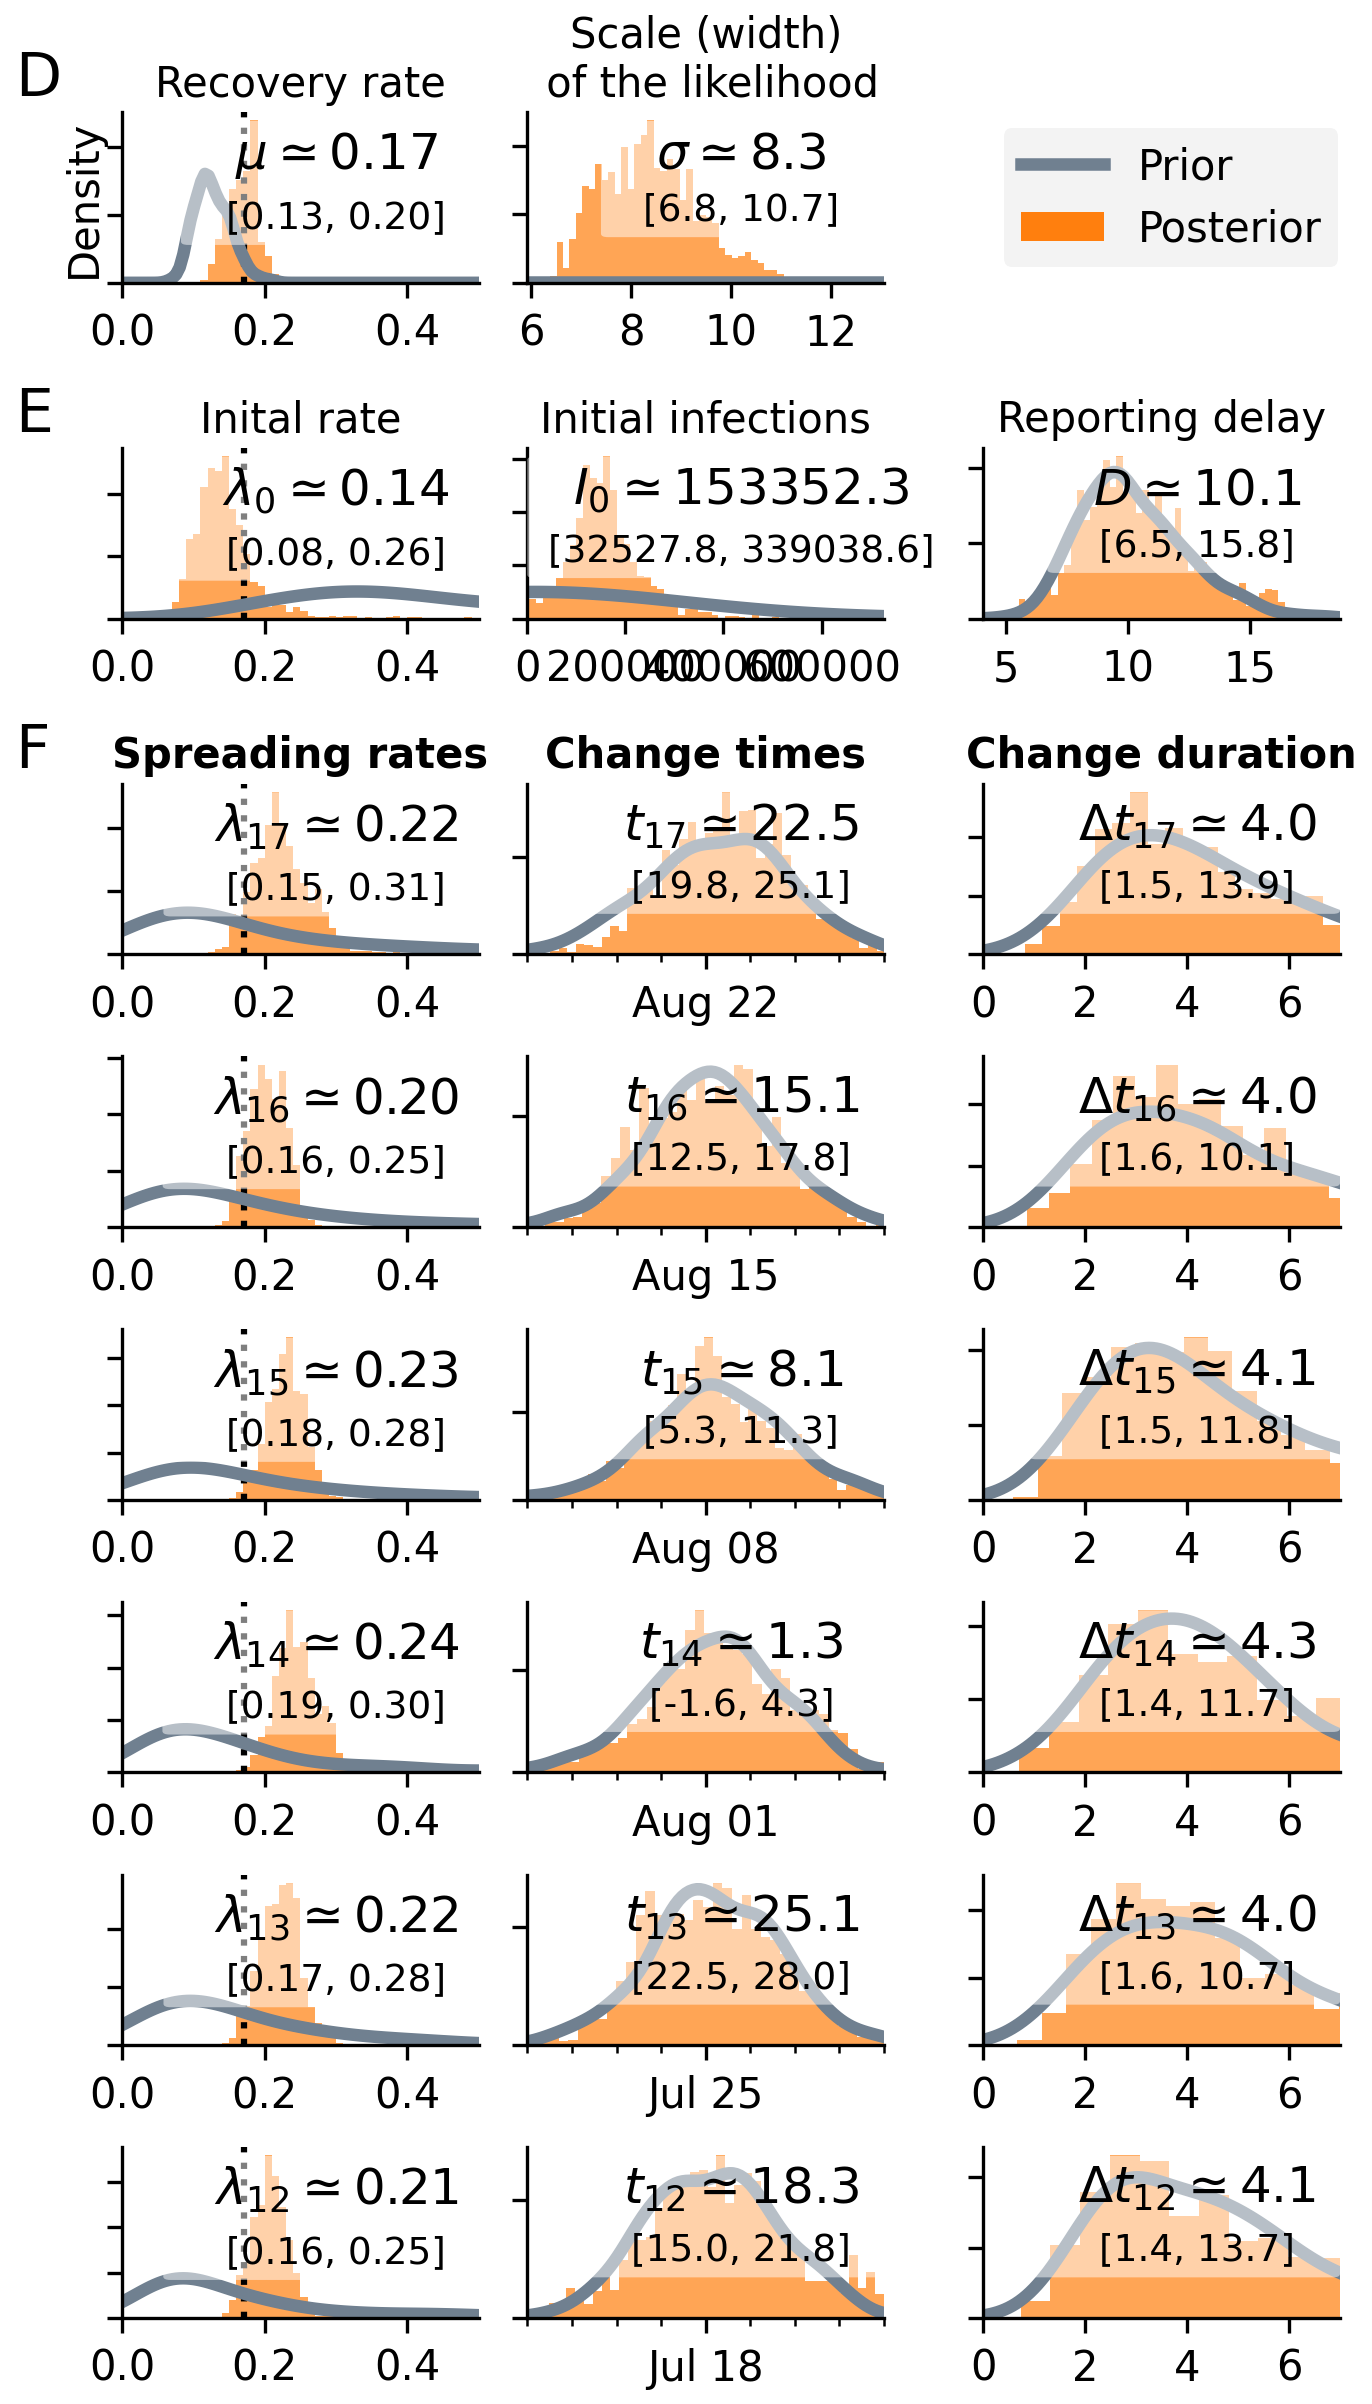 D
Recovery rate
Scale (width)
of the likelihood
Density
μ ≃ 0.17
[0.13, 0.20]
0.0 0.2 0.4
σ ≃ 8.3
[6.8, 10.7]
6 8 10 12
Prior
Posterior
E
Inital rate
λ0 ≃ 0.14
[0.08, 0.26]
0.0 0.2 0.4
Initial infections
I0 ≃ 153352.3
[32527.8, 339038.6]
0 200000 400000 600000
Reporting delay
D ≃ 10.1
[6.5, 15.8]
5 10 15
F
Spreading rates
Change times
Change duration
λ17 ≃ 0.22
[0.15, 0.31]
0.0 0.2 0.4
t17 ≃ 22.5
[19.8, 25.1]
Aug 22
Δt17 ≃ 4.0
[1.5, 13.9]
0 2 4 6
λ16 ≃ 0.20
[0.16, 0.25]
0.0 0.2 0.4
t16 ≃ 15.1
[12.5, 17.8]
Aug 15
Δt16 ≃ 4.0
[1.6, 10.1]
0 2 4 6
λ15 ≃ 0.23
[0.18, 0.28]
0.0 0.2 0.4
t15 ≃ 8.1
[5.3, 11.3]
Aug 08
Δt15 ≃ 4.1
[1.5, 11.8]
0 2 4 6
λ14 ≃ 0.24
[0.19, 0.30]
0.0 0.2 0.4
t14 ≃ 1.3
[-1.6, 4.3]
Aug 01
Δt14 ≃ 4.3
[1.4, 11.7]
0 2 4 6
λ13 ≃ 0.22
[0.17, 0.28]
0.0 0.2 0.4
t13 ≃ 25.1
[22.5, 28.0]
Jul 25
Δt13 ≃ 4.0
[1.6, 10.7]
0 2 4 6
λ12 ≃ 0.21
[0.16, 0.25]
0.0 0.2 0.4
t12 ≃ 18.3
[15.0, 21.8]
Jul 18
Δt12 ≃ 4.1
[1.4, 13.7]
0 2 4 6